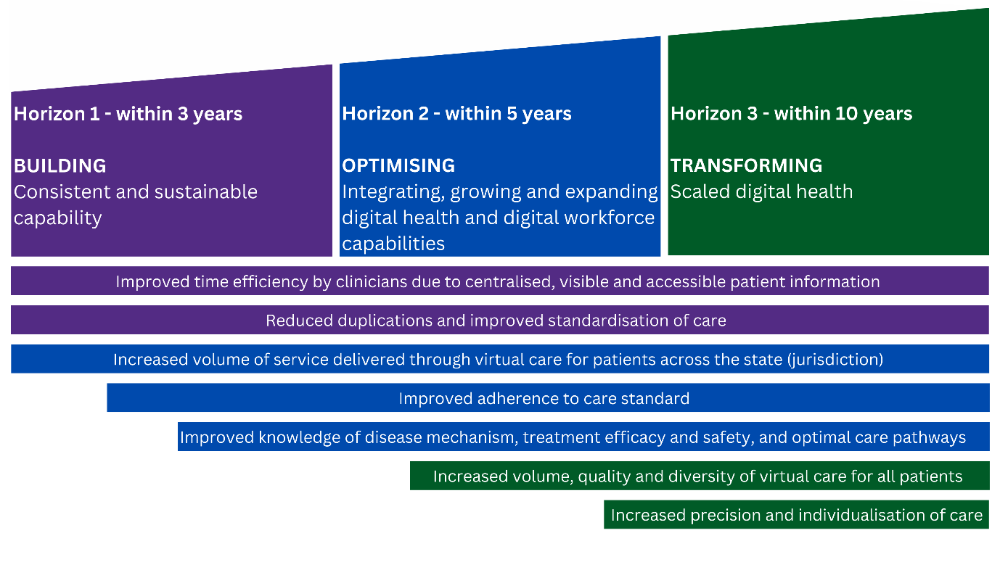 Horizon 1 - within 3 years
BUILDING
Consistent and sustainable
capability
Horizon 2 - within 5 years
OPTIMISING
Integrating, growing and expanding
digital health and digital workforce
capabilities
Horizon 3 - within 10 years
TRANSFORMING
Scaled digital health
Improved time efficiency by clinicians due to centralised, visible and accessible patient information
Reduced duplications and improved standardisation of care
Increased volume of service delivered through virtual care for patients across the state (jurisdiction)
Improved adherence to care standard
Improved knowledge of disease mechanism, treatment efficacy and safety, and optimal care pathways
Increased volume, quality and diversity of virtual care for all patients
Increased precision and individualisation of care